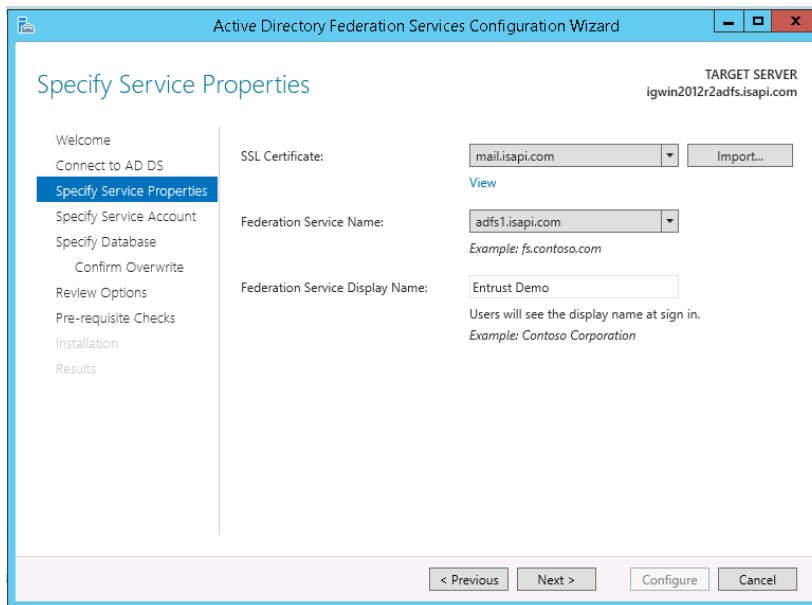 Active Directory Federation Services Configuration Wizard
Specify Service Properties
TARGET SERVER
igwin2012r2adfs.isapi.com
Welcome
Connect to AD DS
Specify Service Properties
Specify Service Account
Specify Database
Confirm Overwrite
Review Options
Pre-requisite Checks
Installation
Results
SSL Certificate:
mail.isapi.com
Import...
View
Federation Service Name:
adfs1.isapi.com
Example: fs.contoso.com
Federation Service Display Name:
Entrust Demo
Users will see the display name at sign in.
Example: Contoso Corporation
< Previous
Next >
Configure
Cancel